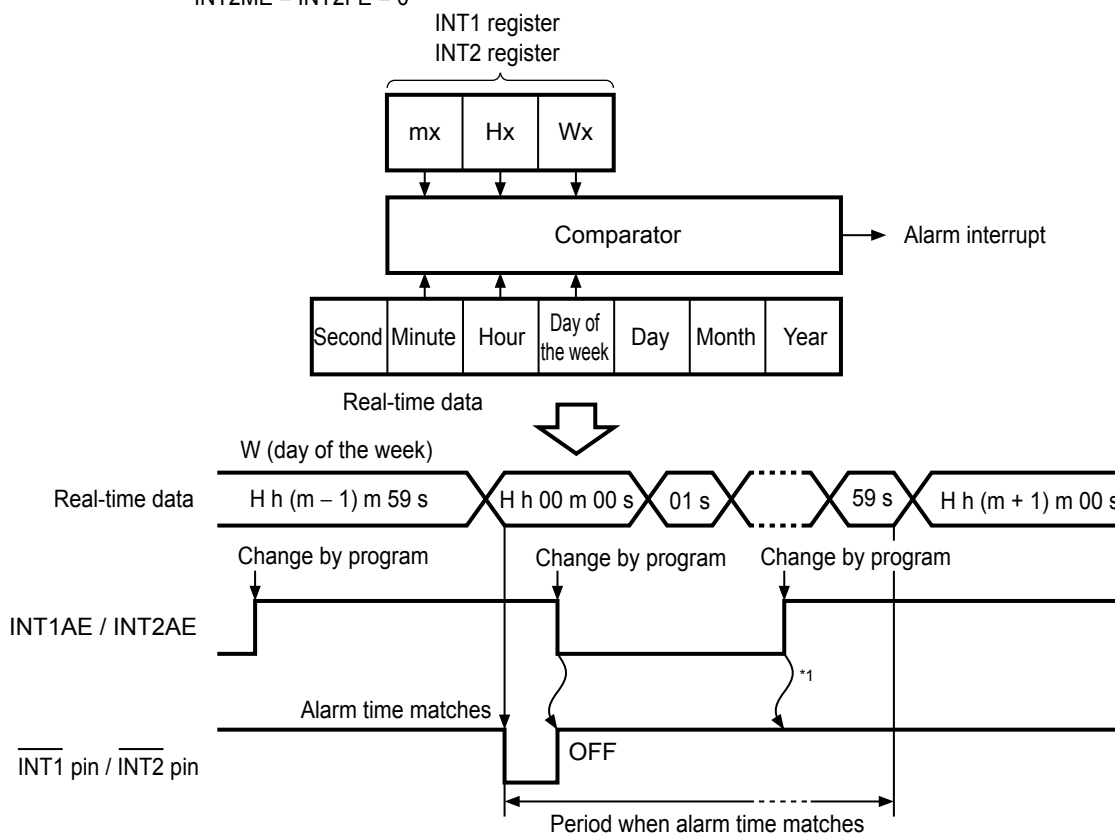 INT2ME = INT2FE = 0
INT1 register
INT2 register
mx Hx Wx
Comparator
Alarm interrupt
Second Minute Hour Day of the week Day Month Year
Real-time data
W (day of the week)
Real-time data
H h (m − 1) m 59 s H h 00 m 00 s 01 s 59 s H h (m + 1) m 00 s
Change by program Change by program Change by program
INT1AE / INT2AE
*1
Alarm time matches
OFF
INT1 pin / INT2 pin
Period when alarm time matches